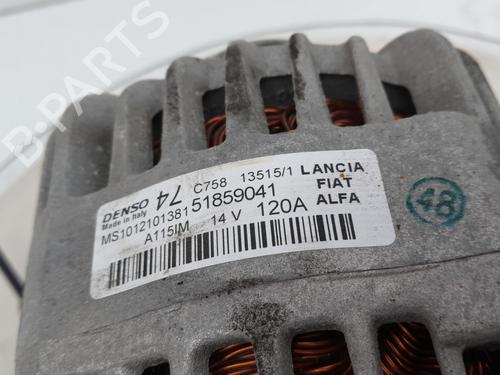 B-PARTS
DENSO 74 C758 13515/1 LANCIA
Made in Italy
MS1012101381 51859041 FIAT
A115IM 14 V 120A ALFA
48